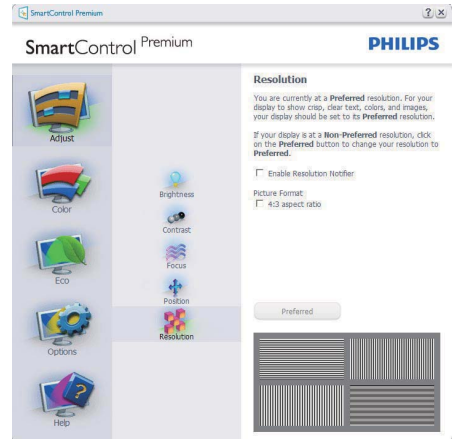 SmartControl Premium
SmartControl Premium
PHILIPS
Adjust
Color
Eco
Options
Help
Brightness
Contrast
Focus
Position
Resolution
Resolution
You are currently at a Preferred resolution. For your
display to show crisp, clear text, colors, and images,
your display should be set to its Preferred resolution.
If your display is at a Non-Preferred resolution, click
on the Preferred button to change your resolution to
Preferred.
Enable Resolution Notifier
Picture Format
4:3 aspect ratio
Preferred